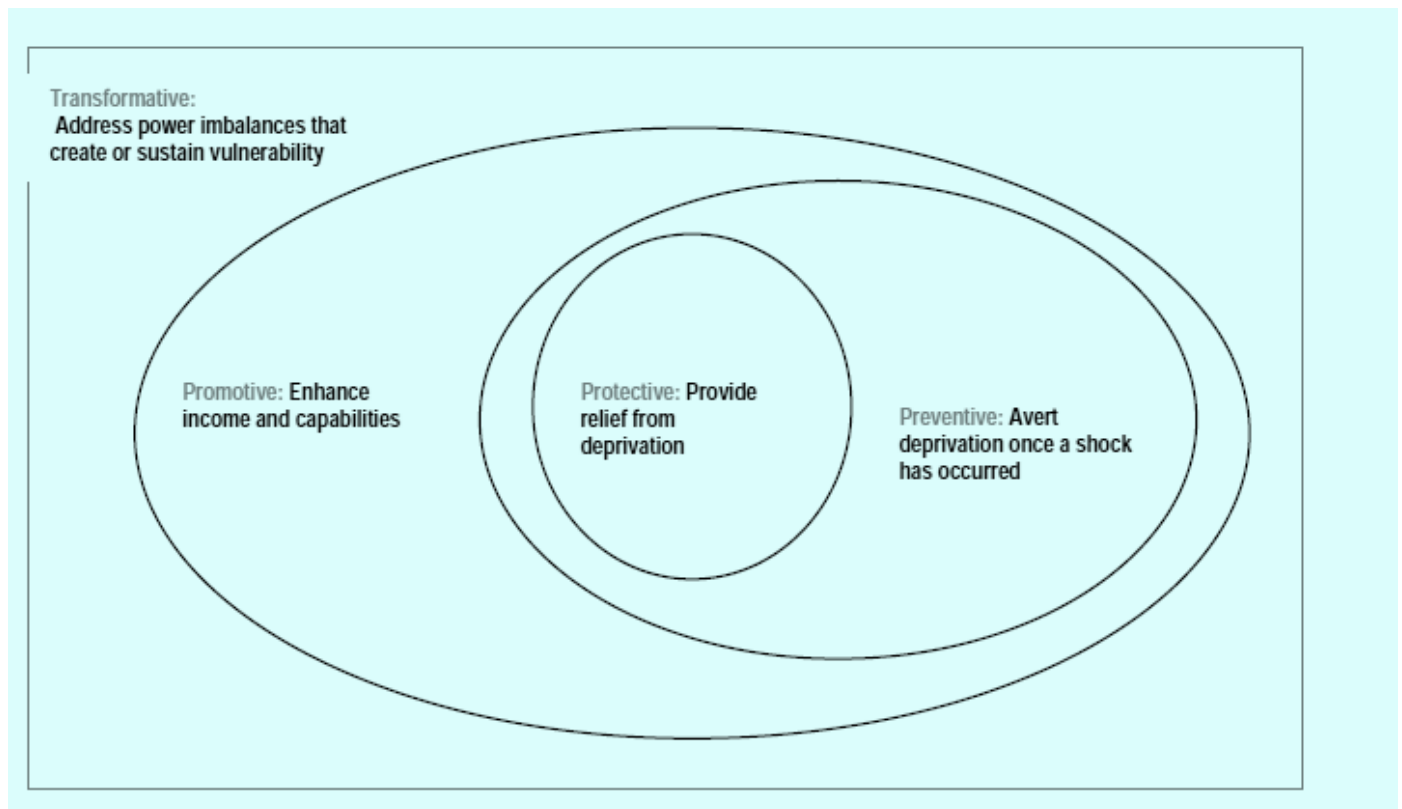 Transformative:
Address power imbalances that
create or sustain vulnerability
Promotive: Enhance
income and capabilities
Protective: Provide
relief from
deprivation
Preventive: Avert
deprivation once a shock
has occurred